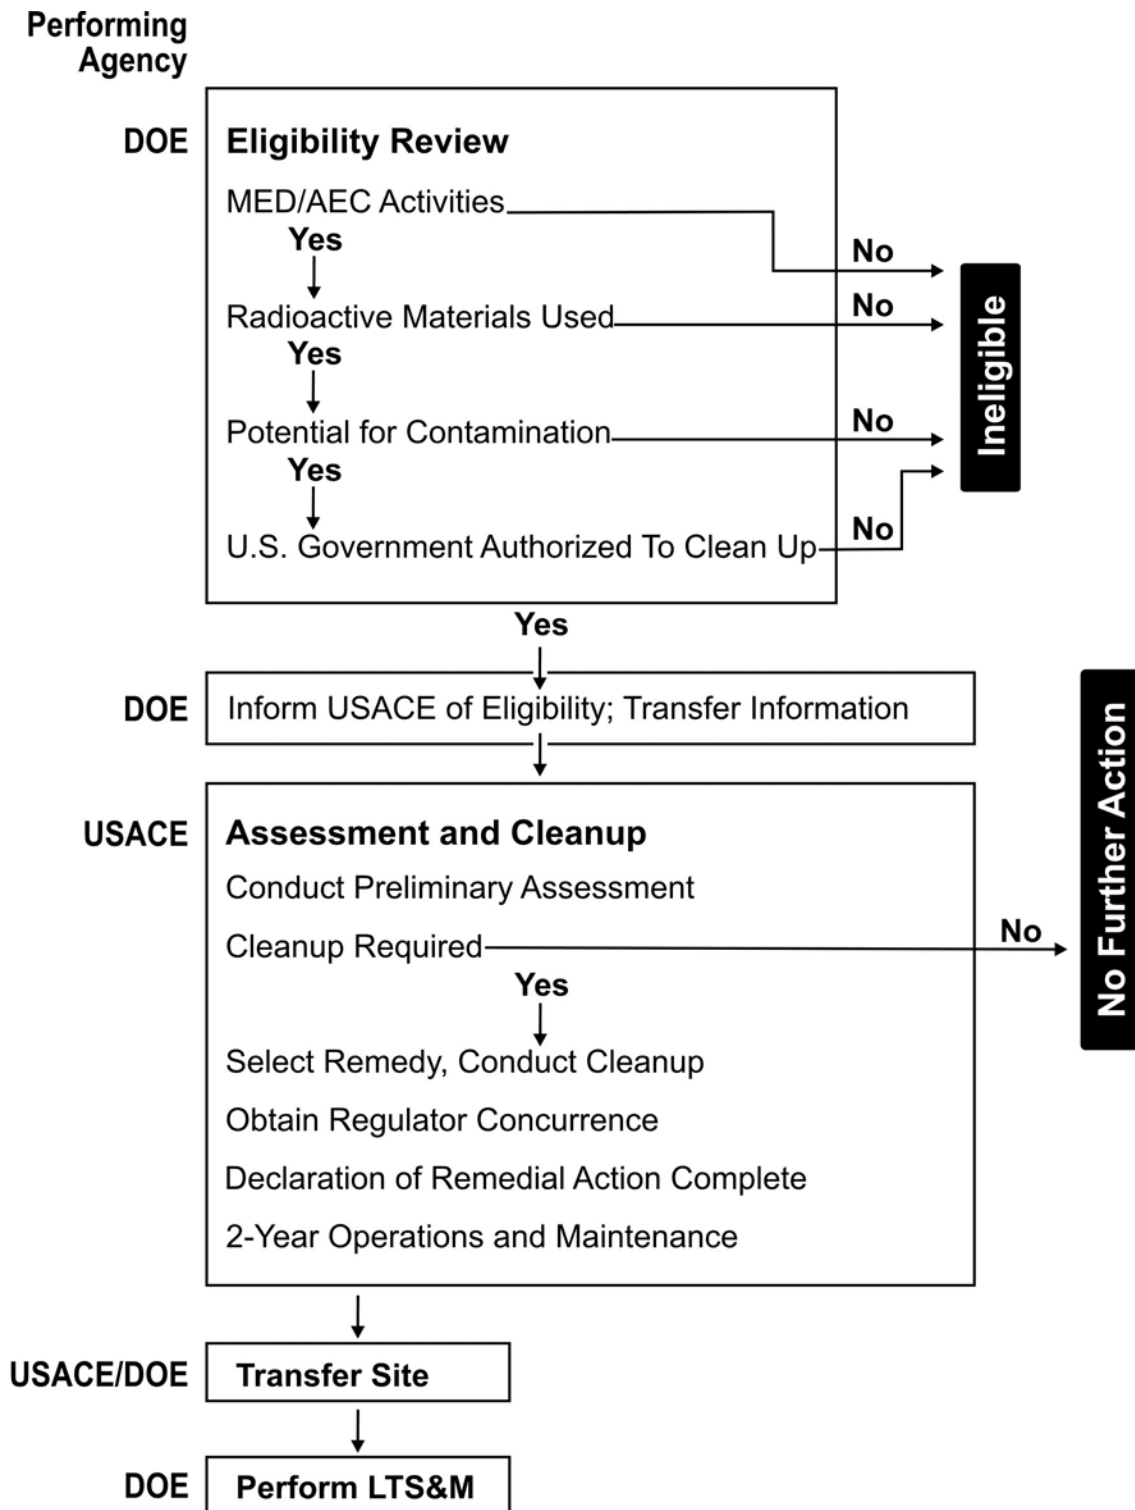 Performing
Agency
DOE
Eligibility Review
MED/AEC Activities
No
Yes
Radioactive Materials Used
No
Yes
Potential for Contamination
No
Yes
U.S. Government Authorized To Clean Up
No
Ineligible
Yes
DOE
Inform USACE of Eligibility; Transfer Information
USACE
Assessment and Cleanup
Conduct Preliminary Assessment
Cleanup Required
No
No Further Action
Yes
Select Remedy, Conduct Cleanup
Obtain Regulator Concurrence
Declaration of Remedial Action Complete
2-Year Operations and Maintenance
USACE/DOE
Transfer Site
DOE
Perform LTS&M